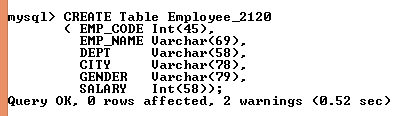 mysql> CREATE Table Employee_2120
( EMP_CODE Int(45),
EMP_NAME Varchar(69),
DEPT Varchar(58),
CITY Varchar(78),
GENDER Varchar(79),
SALARY Int(58));
Query OK, 0 rows affected, 2 warnings (0.52 sec)